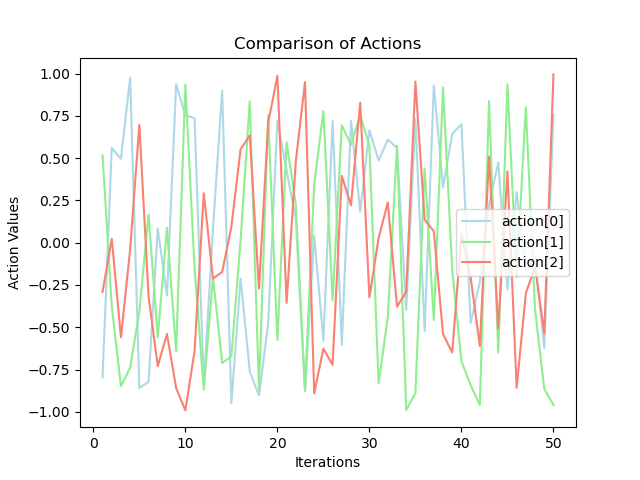 Comparison of Actions
1.00
0.75
0.50
0.25
0.00
−0.25
−0.50
−0.75
−1.00
Action Values
action[0]
action[1]
action[2]
0 10 20 30 40 50
Iterations